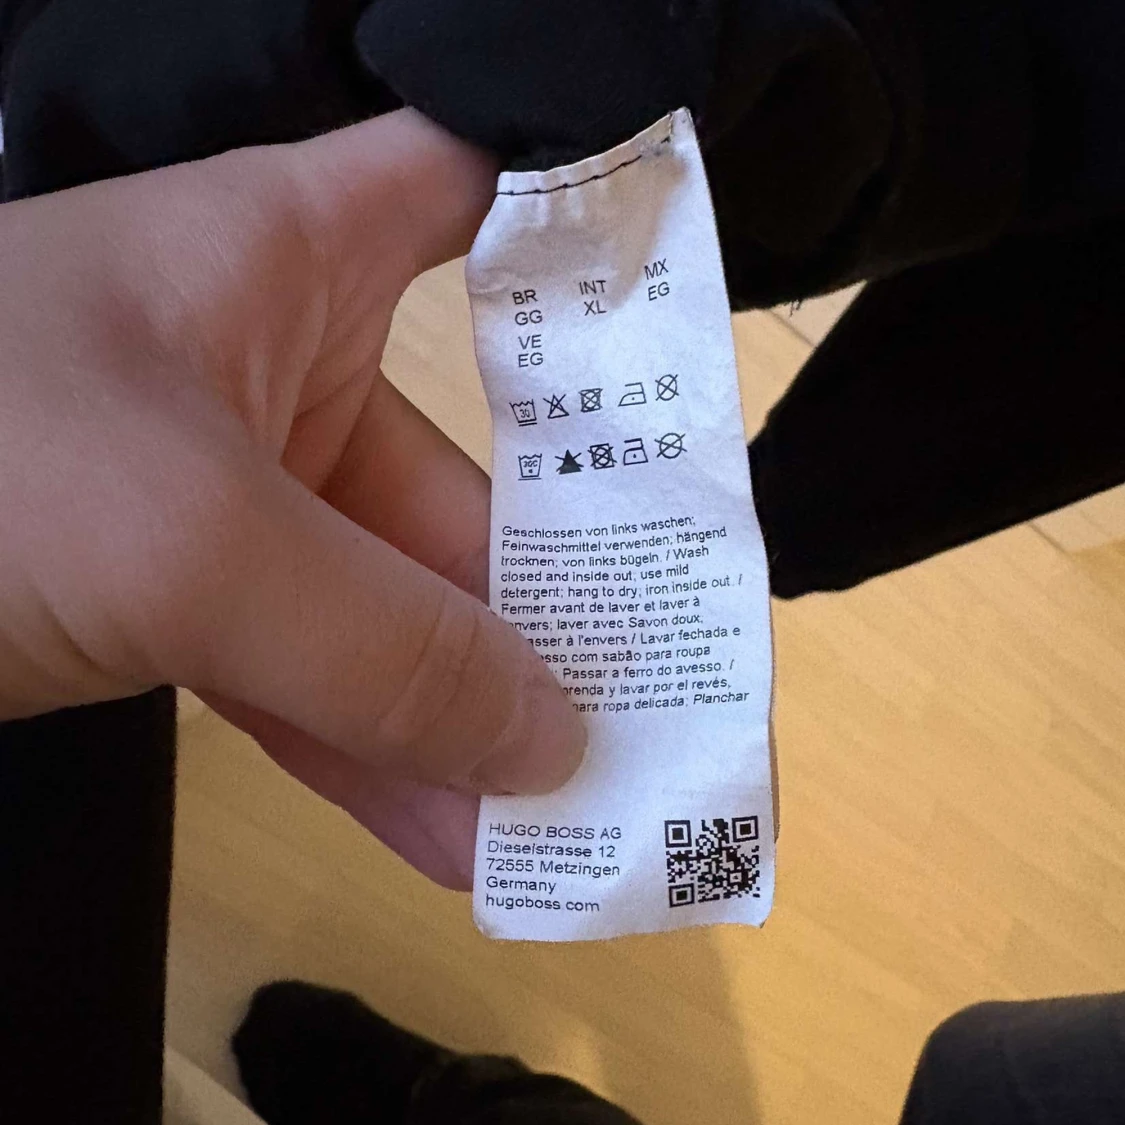 BR INT MX
GG XL EG
VE
EG
30
30C
Geschlossen von links waschen;
Feinwaschmittel verwenden; hängend
trocknen; von links bügeln. / Wash
closed and inside out; use mild
detergent; hang to dry; iron inside out. /
Fermer avant de laver et laver à
laver avec Savon doux;
à l'envers / Lavar fechada e
com sabão para roupa
Passar a ferro do avesso. /
y lavar por el revés,
para ropa delicada; Planchar
HUGO BOSS AG
Dieselstrasse 12
72555 Metzingen
Germany
hugoboss.com